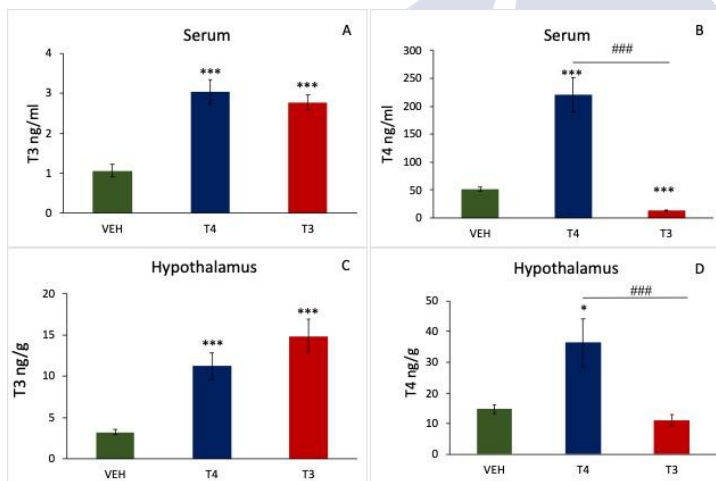 Serum
A
T3 ng/ml
4
3
2
1
0
***
***
VEH
T4
T3
Serum
B
T4 ng/ml
300
250
200
150
100
50
0
###
***
***
VEH
T4
T3
Hypothalamus
C
T3 ng/g
20
15
10
5
0
***
***
VEH
T4
T3
Hypothalamus
D
T4 ng/g
50
40
30
20
10
0
###
*
VEH
T4
T3